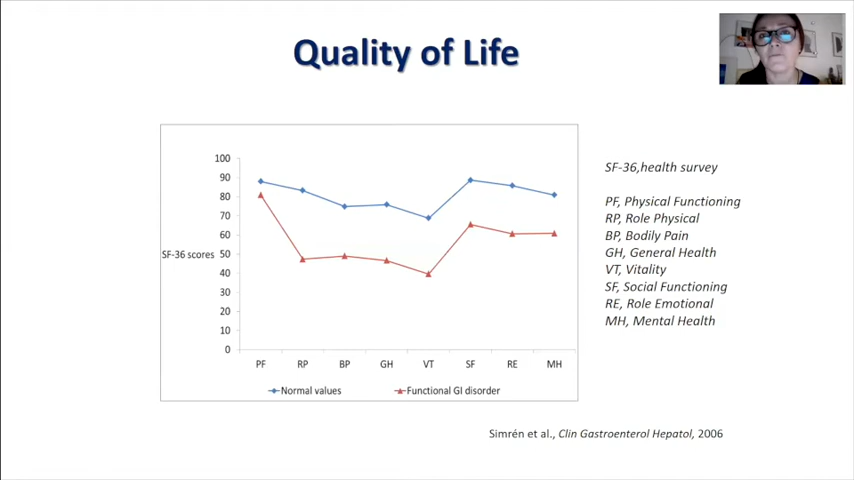 Quality of Life
100
90
80
70
60
SF-36 scores 50
40
30
20
10
0
PF RP BP GH VT SF RE MH
Normal values Functional GI disorder
SF-36,health survey
PF, Physical Functioning
RP, Role Physical
BP, Bodily Pain
GH, General Health
VT, Vitality
SF, Social Functioning
RE, Role Emotional
MH, Mental Health
Simrén et al., Clin Gastroenterol Hepatol, 2006